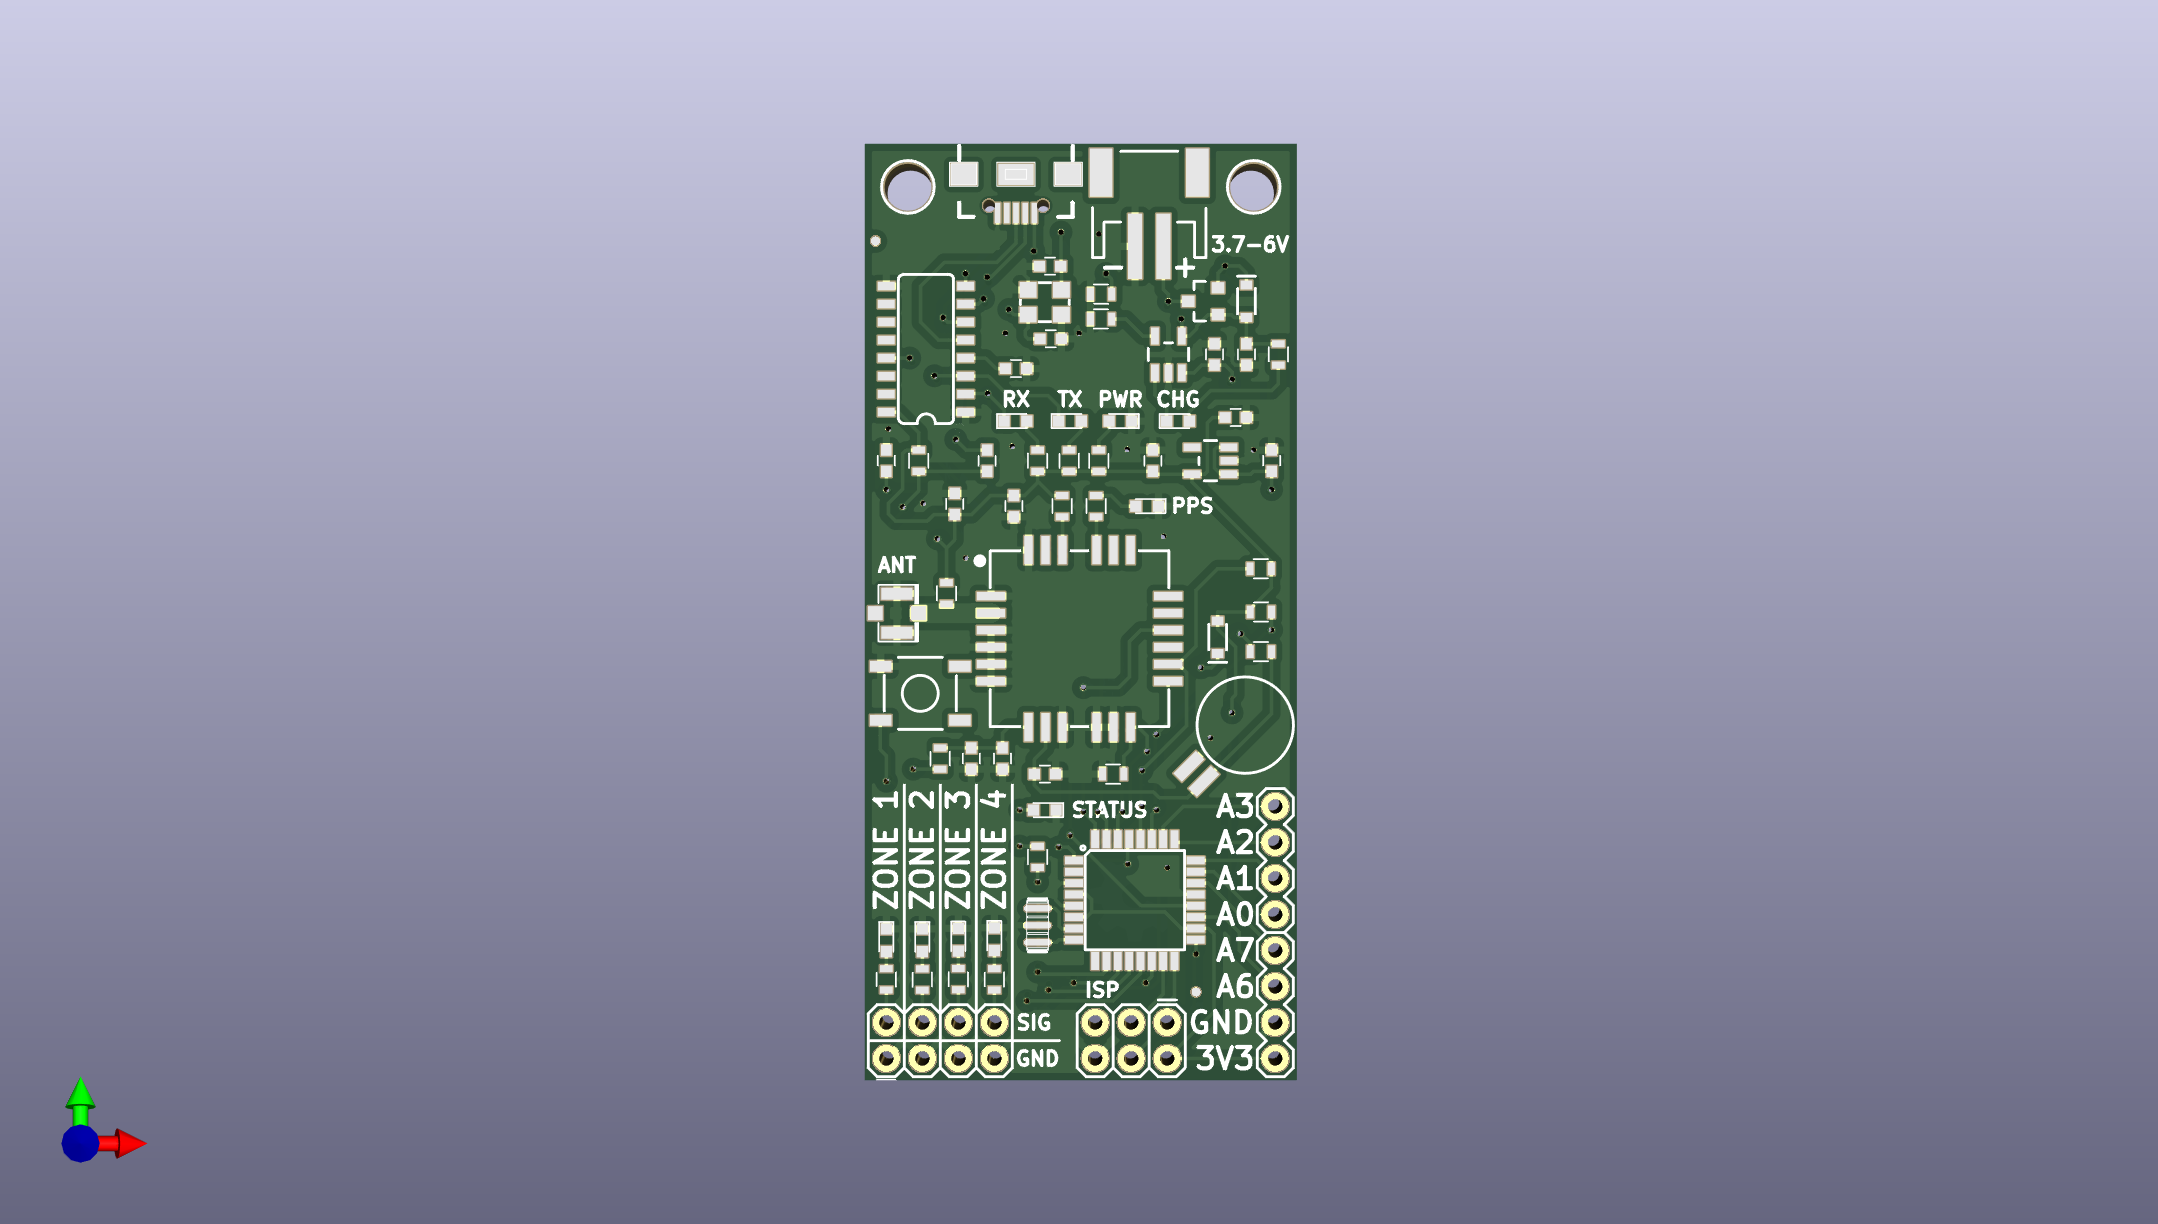 3.7-6V
− +
RX TX PWR CHG
PPS
ANT
ZONE 1
ZONE 2
ZONE 3
ZONE 4
STATUS
A3
A2
A1
A0
A7
A6
ISP
SIG
GND
GND
3V3